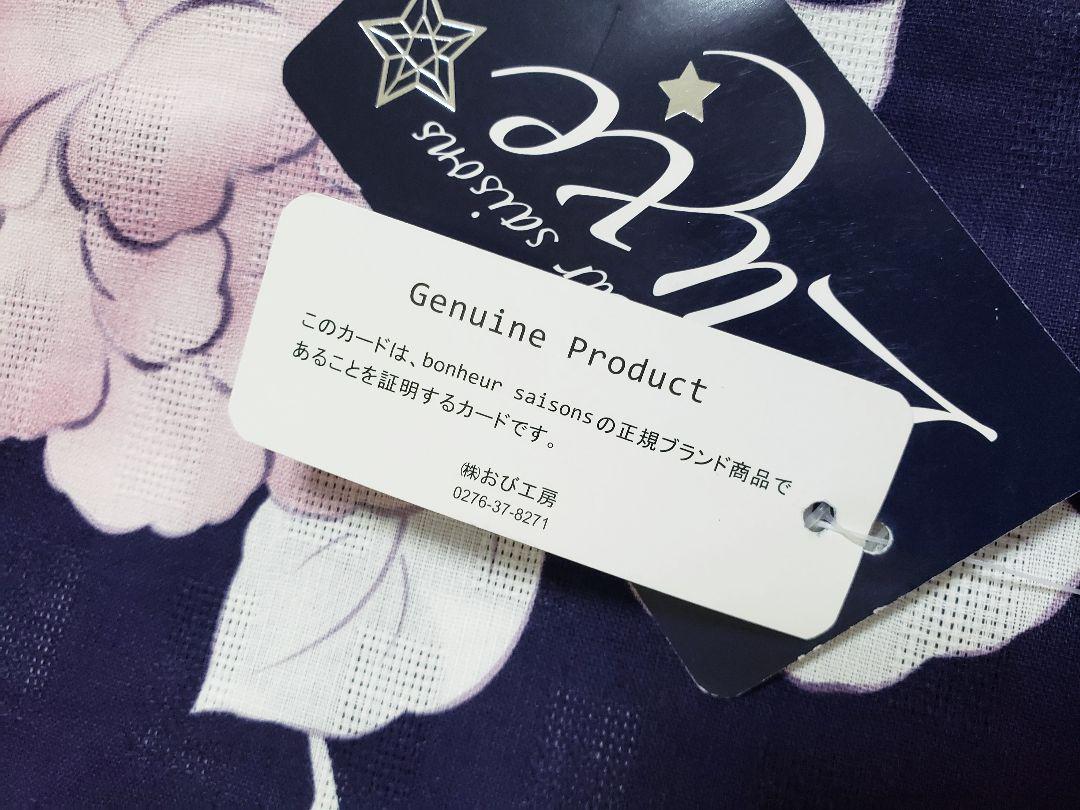 saisons
Genuine Product
このカードは、bonheur saisonsの正規ブランド商品で
あることを証明するカードです。
㈱おび工房
0276-37-8271